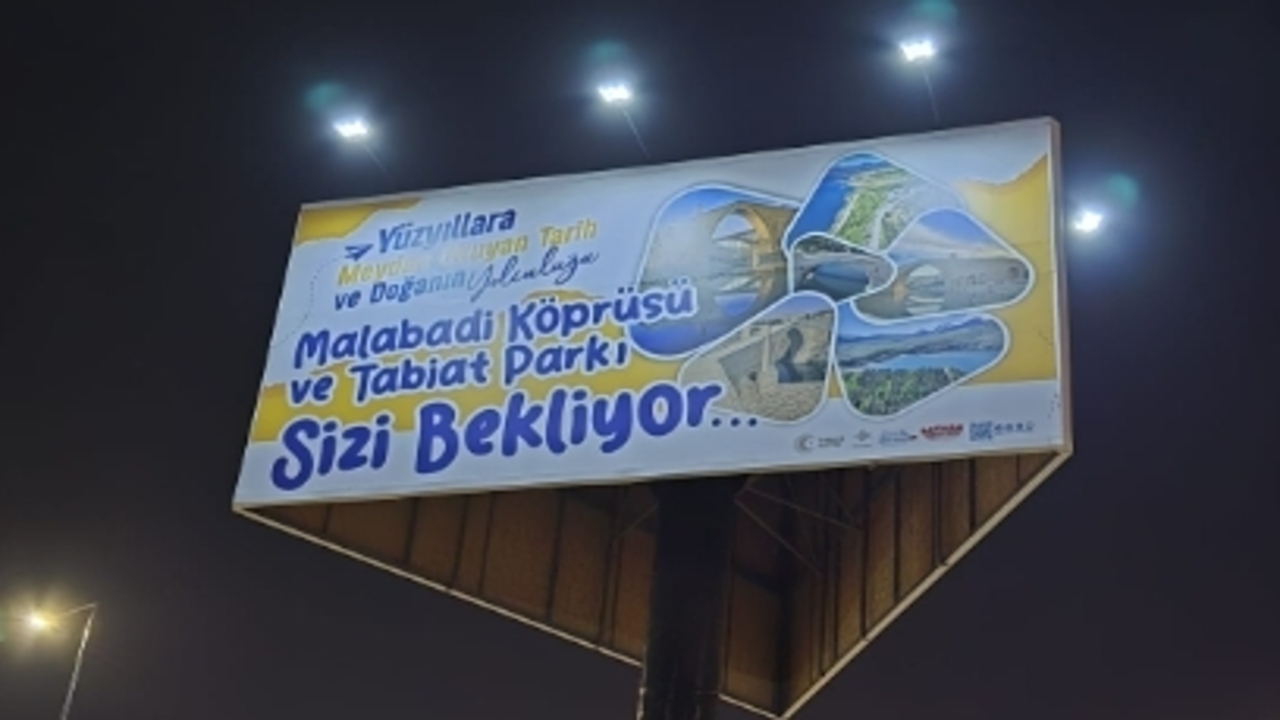 Yüzyıllara
Meydan Okuyan Tarih
ve Doğanın Yolculuğu
Malabadi Köprüsü
ve Tabiat Parkı
Sizi Bekliyor...